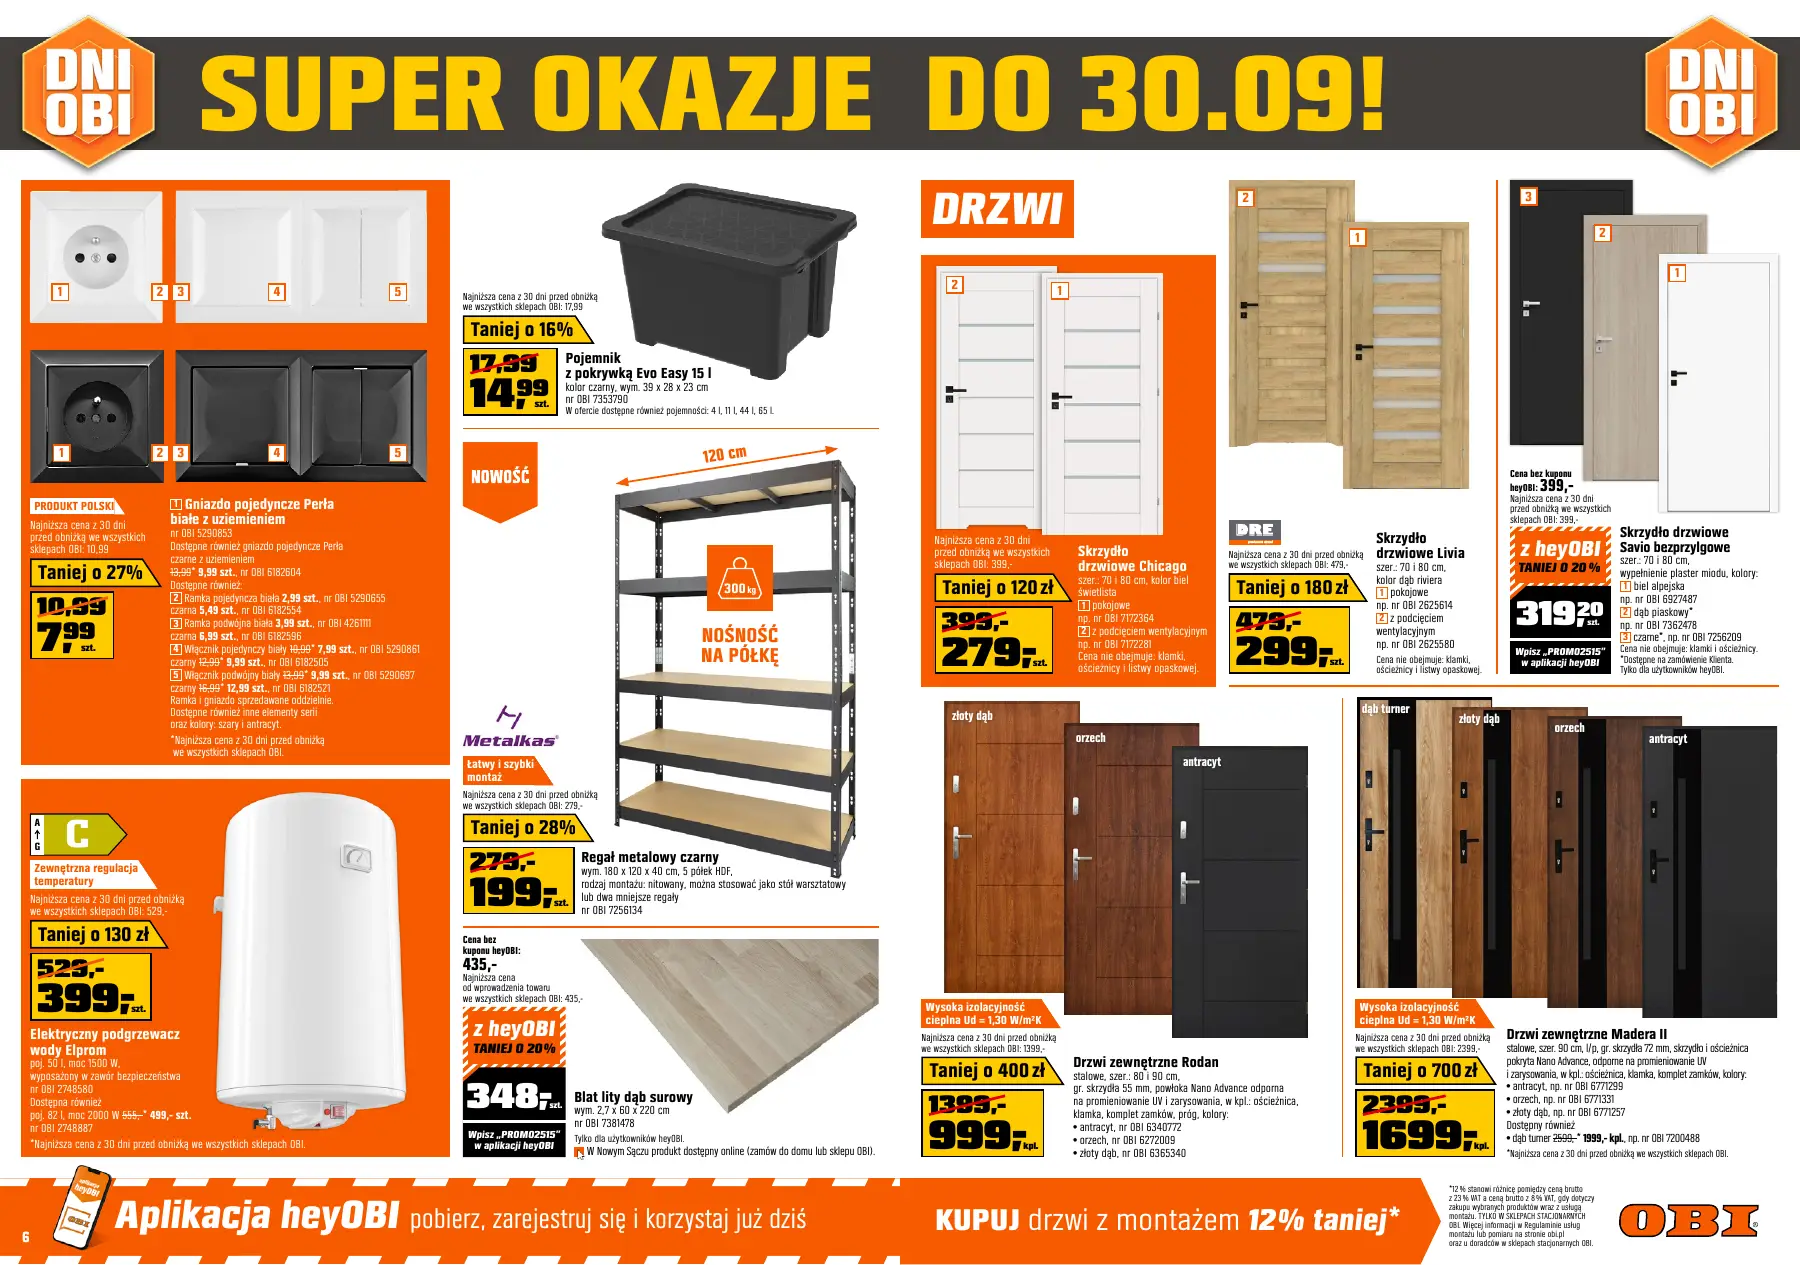 DNI
OBI
SUPER OKAZJE DO 30.09!
DNI
OBI
1
2
3
4
5
1
2
3
4
5
PRODUKT POLSKI
Najniższa cena z 30 dni
przed obniżką we wszystkich
sklepach OBI: 10,99
Taniej o 27%
10,99
7,99 szt.
1 Gniazdo pojedyncze Perła
białe z uziemieniem
nr OBI 5290853
Dostępne również gniazdo pojedyncze Perła
czarne z uziemieniem
13,99* 9,99 szt., nr OBI 6182604
Dostępne również:
2 Ramka pojedyncza biała 2,99 szt., nr OBI 5290655
czarna 5,49 szt., nr OBI 6182554
3 Ramka podwójna biała 3,99 szt., nr OBI 4261111
czarna 6,99 szt., nr OBI 6182596
4 Włącznik pojedynczy biały 10,99* 7,99 szt., nr OBI 5290861
czarny 12,99* 9,99 szt., nr OBI 6182505
5 Włącznik podwójny biały 13,99* 9,99 szt., nr OBI 5290697
czarny 16,99* 12,99 szt., nr OBI 6182521
Ramka i gniazdo sprzedawane oddzielnie.
Dostępne również inne elementy serii
oraz kolory: szary i antracyt.
*Najniższa cena z 30 dni przed obniżką
we wszystkich sklepach OBI.
A
↑
G
C
Zewnętrzna regulacja
temperatury
Najniższa cena z 30 dni przed obniżką
we wszystkich sklepach OBI: 529,-
Taniej o 130 zł
529,-
399,- szt.
Elektryczny podgrzewacz
wody Elprom
poj. 50 l, moc 1500 W,
wyposażony w zawór bezpieczeństwa
nr OBI 2748580
Dostępna również
poj. 82 l, moc 2000 W 555,-* 499,- szt.
nr OBI 2748887
*Najniższa cena z 30 dni przed obniżką we wszystkich sklepach OBI.
Najniższa cena z 30 dni przed obniżką
we wszystkich sklepach OBI: 17,99
Taniej o 16%
17,99
14,99 szt.
Pojemnik
z pokrywką Evo Easy 15 l
kolor czarny, wym. 39 x 28 x 23 cm
nr OBI 7353790
W ofercie dostępne również pojemności: 4 l, 11 l, 44 l, 65 l.
NOWOŚĆ
120 cm
300 kg
NOŚNOŚĆ
NA PÓŁKĘ
Metalkas®
Łatwy i szybki
montaż
Najniższa cena z 30 dni przed obniżką
we wszystkich sklepach OBI: 279,-
Taniej o 28%
279,-
199,- szt.
Regał metalowy czarny
wym. 180 x 120 x 40 cm, 5 półek HDF,
rodzaj montażu: nitowany, można stosować jako stół warsztatowy
lub dwa mniejsze regały
nr OBI 7256134
Cena bez
kuponu heyOBI:
435,-
Najniższa cena
od wprowadzenia towaru
we wszystkich sklepach OBI: 435,-
z heyOBI
TANIEJ O 20%
348,- szt.
Wpisz „PROMO2515”
w aplikacji heyOBI
Blat lity dąb surowy
wym. 2,7 x 60 x 220 cm
nr OBI 7381478
Tylko dla użytkowników heyOBI.
W Nowym Sączu produkt dostępny online (zamów do domu lub sklepu OBI).
DRZWI
2
1
Najniższa cena z 30 dni
przed obniżką we wszystkich
sklepach OBI: 399,-
Taniej o 120 zł
399,-
279,- szt.
Skrzydło
drzwiowe Chicago
szer.: 70 i 80 cm, kolor biel
świetlista
1 pokojowe
np. nr OBI 7172364
2 z podcięciem wentylacyjnym
np. nr OBI 7172281
Cena nie obejmuje: klamki,
ościeżnicy i listwy opaskowej.
2
1
DRE
Najniższa cena z 30 dni przed obniżką
we wszystkich sklepach OBI: 479,-
Taniej o 180 zł
479,-
299,- szt.
Skrzydło
drzwiowe Livia
szer.: 70 i 80 cm,
kolor dąb riviera
1 pokojowe
np. nr OBI 2625614
2 z podcięciem
wentylacyjnym
np. nr OBI 2625580
Cena nie obejmuje: klamki,
ościeżnicy i listwy opaskowej.
3
2
1
Cena bez kuponu
heyOBI: 399,-
Najniższa cena z 30 dni
przed obniżką we wszystkich
sklepach OBI: 399,-
z heyOBI
TANIEJ O 20%
319,20 szt.
Wpisz „PROMO2515”
w aplikacji heyOBI
Skrzydło drzwiowe
Savio bezprzylgowe
szer.: 70 i 80 cm,
wypełnienie plaster miodu, kolory:
1 biel alpejska
np. nr OBI 6927487
2 dąb piaskowy*
np. nr OBI 7362478
3 czarne*, np. nr OBI 7256209
Cena nie obejmuje: klamki i ościeżnicy.
*Dostępne na zamówienie Klienta.
Tylko dla użytkowników heyOBI.
złoty dąb
orzech
antracyt
Wysoka izolacyjność
cieplna Ud = 1,30 W/m²K
Najniższa cena z 30 dni przed obniżką
we wszystkich sklepach OBI: 1399,-
Taniej o 400 zł
1399,-
999,- kpl.
Drzwi zewnętrzne Rodan
stalowe, szer.: 80 i 90 cm,
gr. skrzydła 55 mm, powłoka Nano Advance odporna
na promieniowanie UV i zarysowania, w kpl.: ościeżnica,
klamka, komplet zamków, próg, kolory:
• antracyt, nr OBI 6340772
• orzech, nr OBI 6272009
• złoty dąb, nr OBI 6365340
dąb turner
złoty dąb
orzech
antracyt
Wysoka izolacyjność
cieplna Ud = 1,30 W/m²K
Najniższa cena z 30 dni przed obniżką
we wszystkich sklepach OBI: 2399,-
Taniej o 700 zł
2399,-
1699,- kpl.
Drzwi zewnętrzne Madera II
stalowe, szer. 90 cm, l/p, gr. skrzydła 72 mm, skrzydło i ościeżnica
pokryta Nano Advance, odporne na promieniowanie UV
i zarysowania, w kpl.: ościeżnica, klamka, komplet zamków, kolory:
• antracyt, np. nr OBI 6771299
• orzech, np. nr OBI 6771331
• złoty dąb, np. nr OBI 6771257
Dostępny również
• dąb turner 2599,-* 1999,- kpl., np. nr OBI 7200488
*Najniższa cena z 30 dni przed obniżką we wszystkich sklepach OBI.
6
aplikacja
heyOBI
OBI
Aplikacja heyOBI pobierz, zarejestruj się i korzystaj już dziś
KUPUJ drzwi z montażem 12% taniej*
*12 % stanowi różnicę pomiędzy ceną brutto
z 23 % VAT a ceną brutto z 8 % VAT, gdy dotyczy
zakupu wybranych produktów wraz z usługą
montażu. TYLKO W SKLEPACH STACJONARNYCH
OBI. Więcej informacji w Regulaminie usług
montażu lub pomiaru na stronie obi.pl
oraz u doradców w sklepach stacjonarnych OBI.
OBI®